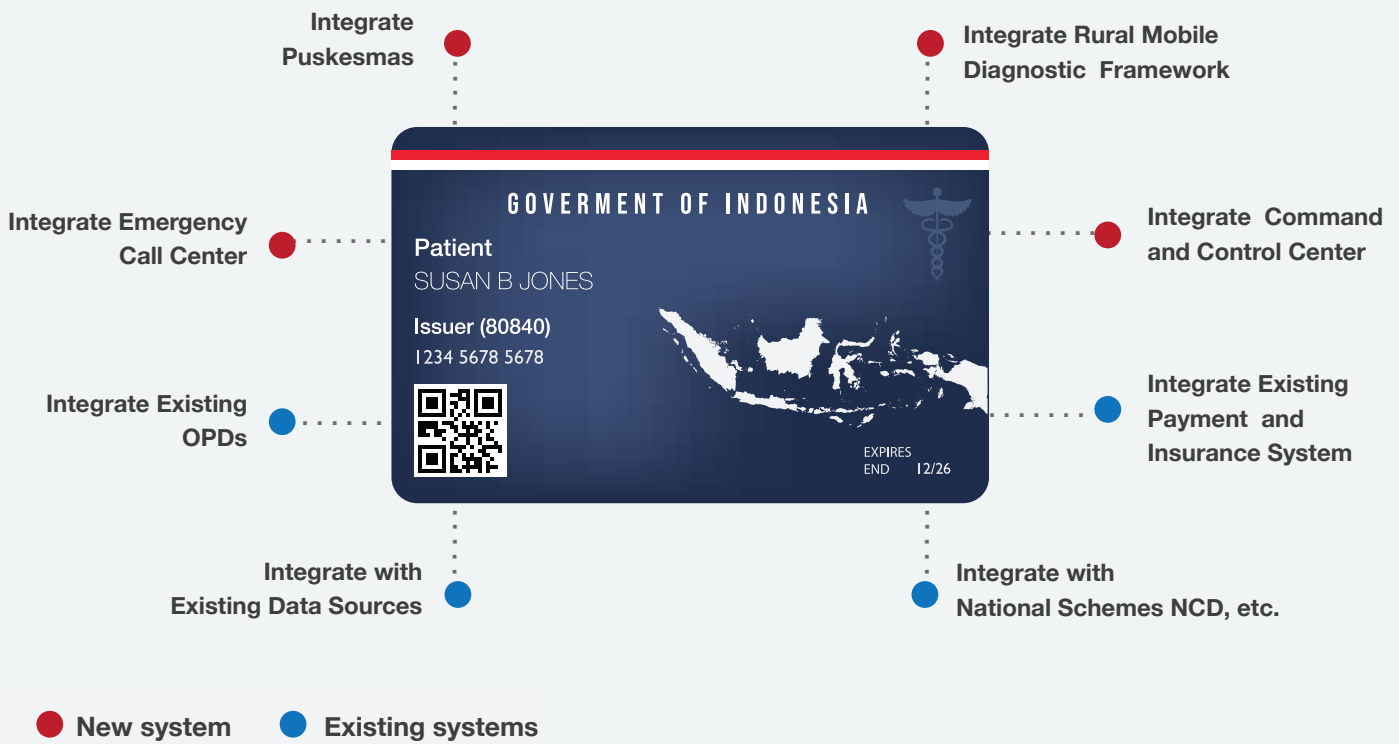 Integrate
Puskesmas
Integrate Rural Mobile
Diagnostic Framework
Integrate Emergency
Call Center
Integrate Command
and Control Center
GOVERMENT OF INDONESIA
Patient
SUSAN B JONES
Issuer (80840)
1234 5678 5678
EXPIRES
END 12/26
Integrate Existing
OPDs
Integrate Existing
Payment and
Insurance System
Integrate with
Existing Data Sources
Integrate with
National Schemes NCD, etc.
New system
Existing systems